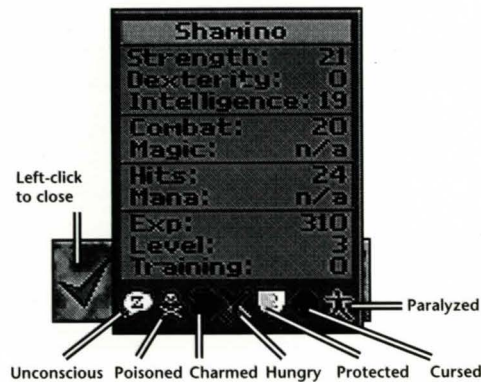 Shamino
Strength: 21
Dexterity: 0
Intelligence: 19
Combat: 20
Magic: n/a
Hits: 24
Mana: n/a
Exp: 310
Level: 3
Training: 0
Left-click
to close
Paralyzed
Unconscious Poisoned Charmed Hungry Protected Cursed